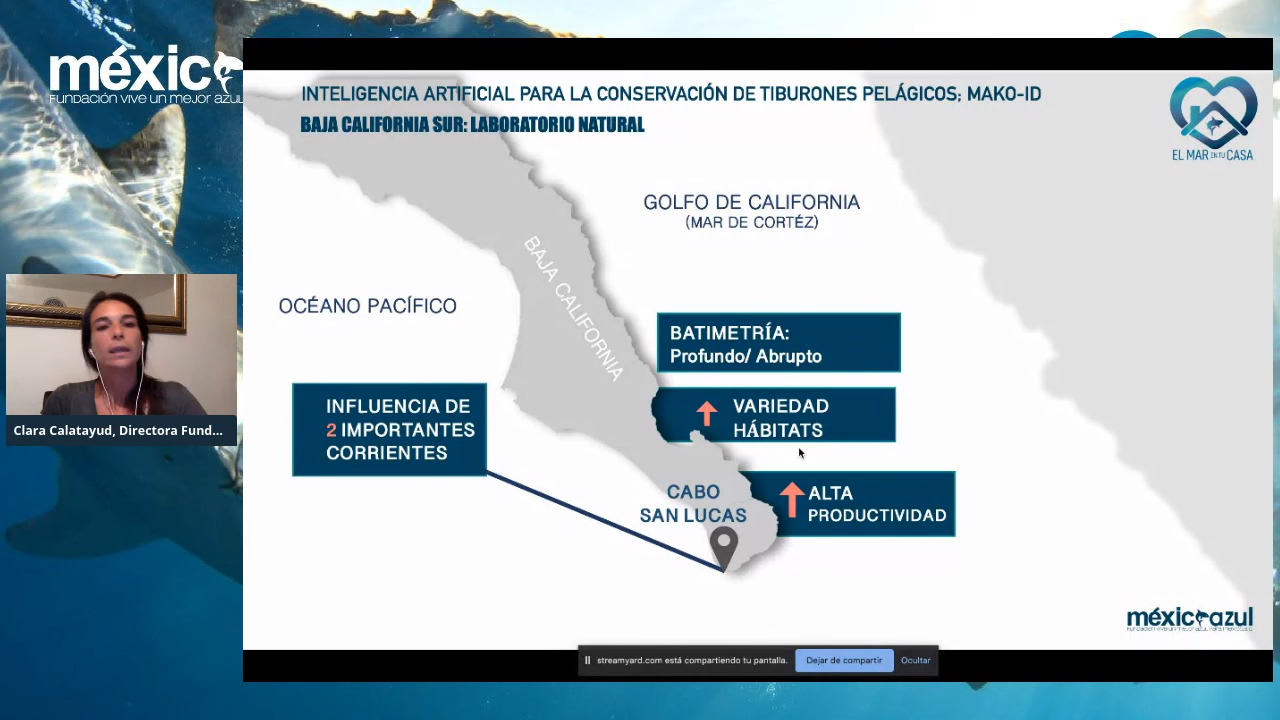 méxico
FUNDACIÓN VIVE UN MEJOR AZUL
INTELIGENCIA ARTIFICIAL PARA LA CONSERVACIÓN DE TIBURONES PELÁGICOS; MAKO-ID
BAJA CALIFORNIA SUR: LABORATORIO NATURAL
EL MAR EN TU CASA
GOLFO DE CALIFORNIA
(MAR DE CORTÉZ)
BAJA CALIFORNIA
OCÉANO PACÍFICO
BATIMETRÍA:
Profundo/ Abrupto
INFLUENCIA DE
2 IMPORTANTES
CORRIENTES
VARIEDAD
HÁBITATS
CABO
SAN LUCAS
ALTA
PRODUCTIVIDAD
Clara Calatayud, Directora Fund...
méxico azul
streamyard.com está compartiendo tu pantalla.
Dejar de compartir
Ocultar